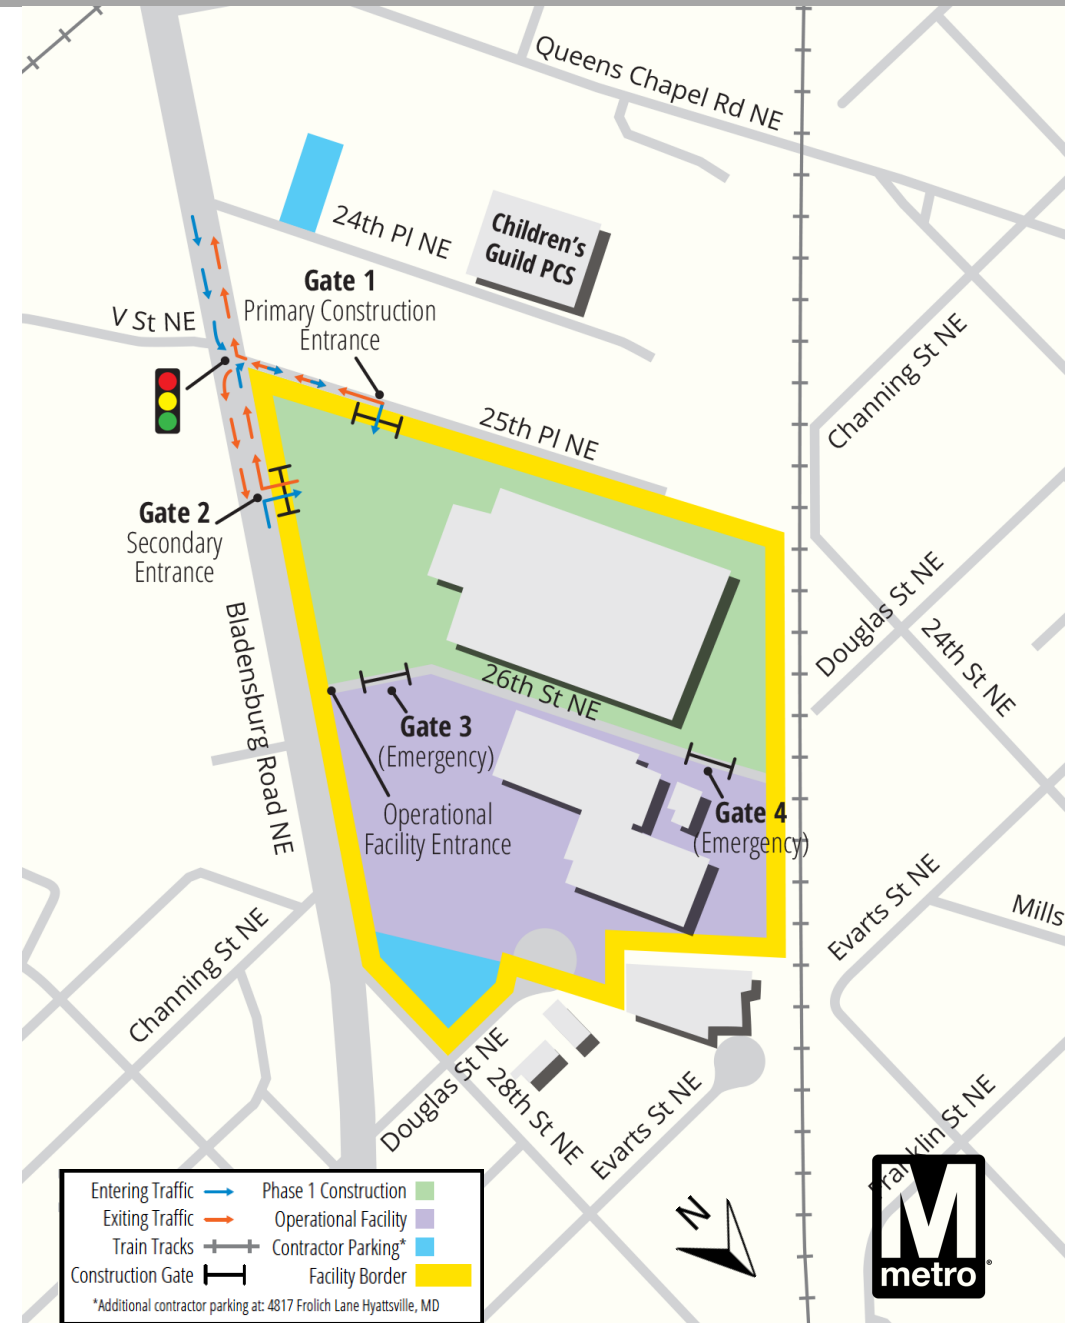 Queens Chapel Rd NE
24th Pl NE
Children's
Guild PCS
Gate 1
Primary Construction
Entrance
V St NE
25th Pl NE
Channing St NE
Gate 2
Secondary
Entrance
Douglas St NE
24th St NE
Bladensburg Road NE
26th St NE
Gate 3
(Emergency)
Operational
Facility Entrance
Gate 4
(Emergency)
Evarts St NE
Mills
Channing St NE
Douglas St NE
28th St NE
Evarts St NE
Franklin St NE
N
Entering Traffic
Exiting Traffic
Train Tracks
Construction Gate
Phase 1 Construction
Operational Facility
Contractor Parking*
Facility Border
*Additional contractor parking at: 4817 Frolich Lane Hyattsville, MD
M
metro®